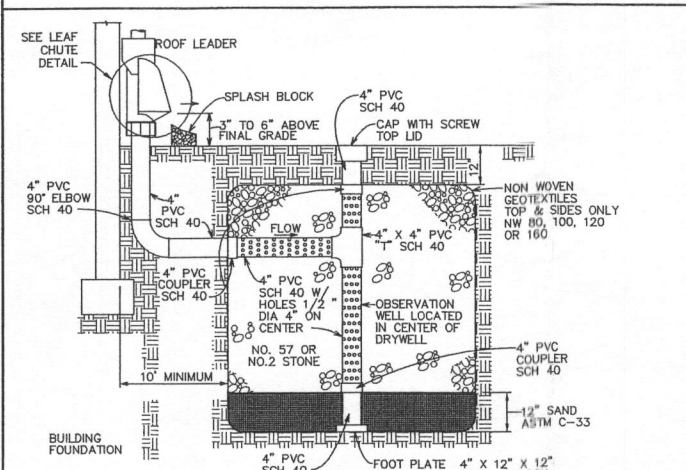 SEE LEAF
CHUTE
DETAIL
ROOF LEADER
SPLASH BLOCK
3" TO 6" ABOVE
FINAL GRADE
4" PVC
SCH 40
CAP WITH SCREW
TOP LID
12"
4" PVC
90° ELBOW
SCH 40
4"
PVC
SCH 40
FLOW
NON WOVEN
GEOTEXTILES
TOP & SIDES ONLY
NW 80, 100, 120
OR 160
4" X 4" PVC
"T" SCH 40
4" PVC
COUPLER
SCH 40
4" PVC
SCH 40 W/
HOLES 1/2 "
DIA 4" ON
CENTER
NO. 57 OR
NO.2 STONE
OBSERVATION
WELL LOCATED
IN CENTER OF
DRYWELL
4" PVC
COUPLER
SCH 40
10' MINIMUM
12" SAND
ASTM C-33
BUILDING
FOUNDATION
4" PVC
SCH 40
FOOT PLATE 4" X 12" X 12"